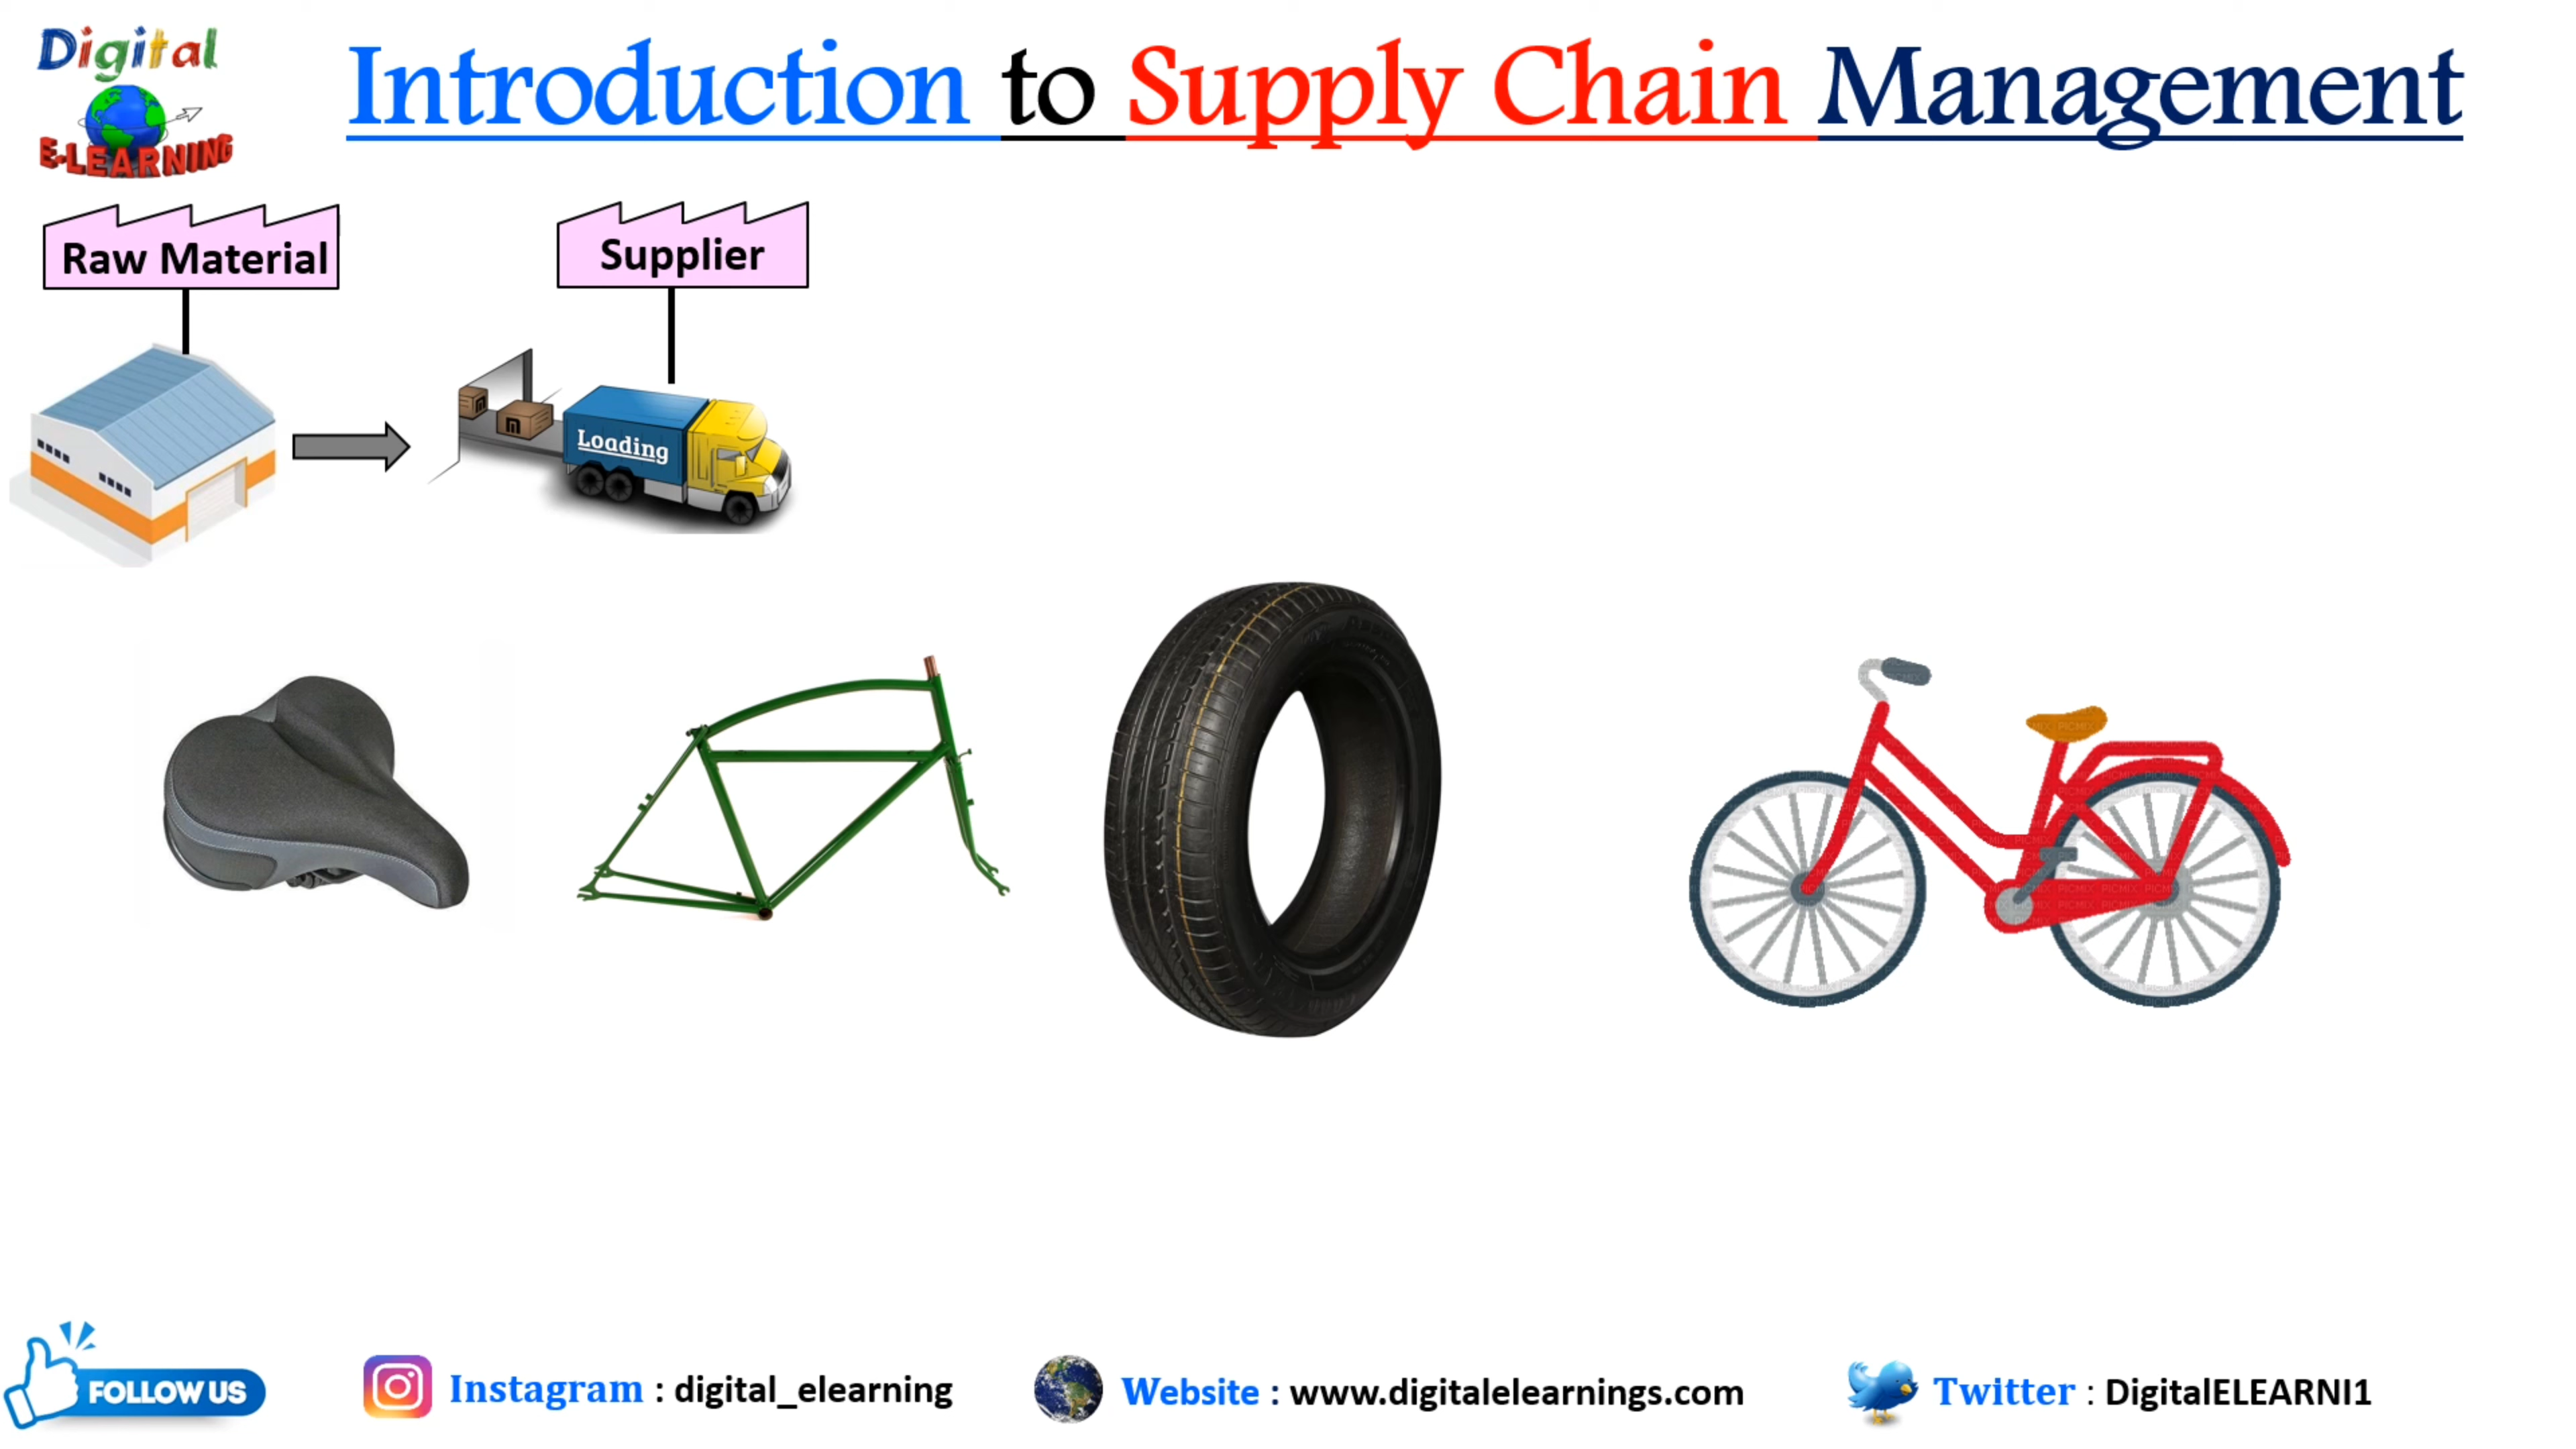 Digital
E-LEARNING
Introduction to Supply Chain Management
Raw Material
Supplier
Loading
FOLLOW US
Instagram : digital_elearning
Website : www.digitalelearnings.com
Twitter : DigitalELEARNI1